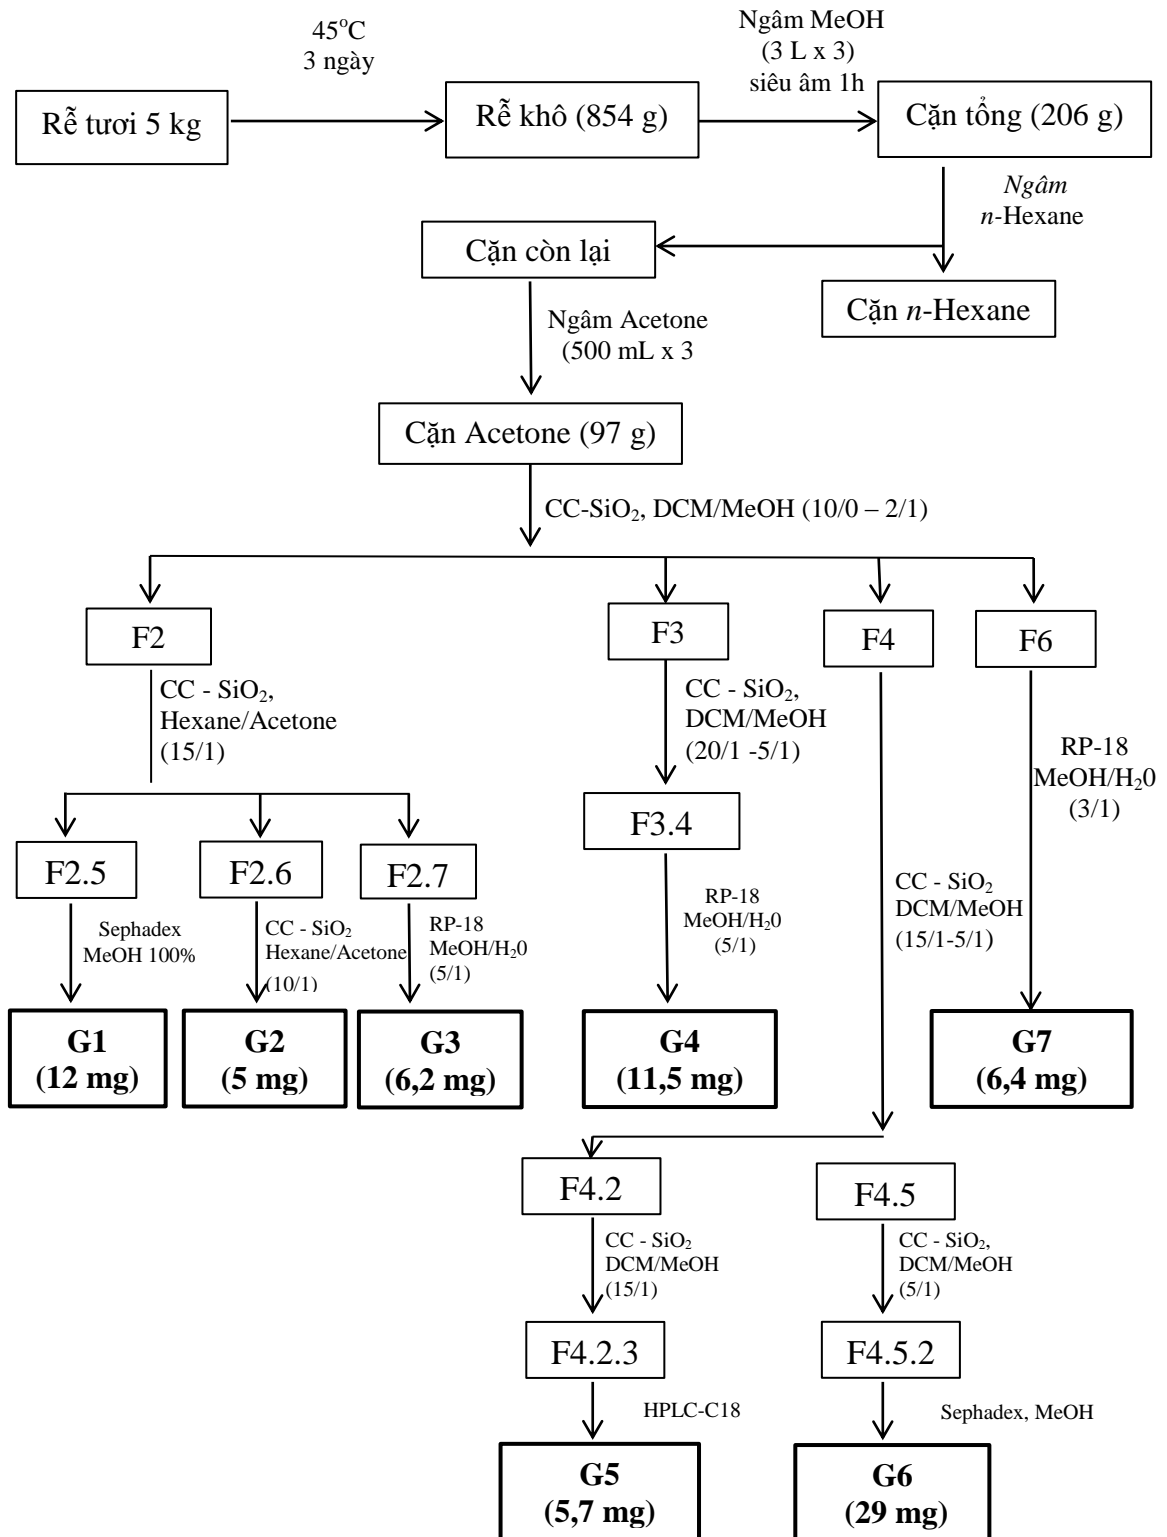 45°C
3 ngày
Ngâm MeOH
(3 L x 3)
siêu âm 1h
Rễ tươi 5 kg
Rễ khô (854 g)
Cặn tổng (206 g)
Ngâm
n-Hexane
Cặn còn lại
Cặn n-Hexane
Ngâm Acetone
(500 mL x 3
Cặn Acetone (97 g)
CC-SiO₂, DCM/MeOH (10/0 – 2/1)
F2
F3
F4
F6
CC - SiO₂,
Hexane/Acetone
(15/1)
CC - SiO₂,
DCM/MeOH
(20/1 -5/1)
RP-18
MeOH/H₂0
(3/1)
F2.5
F2.6
F2.7
F3.4
CC - SiO₂
DCM/MeOH
(15/1-5/1)
Sephadex
MeOH 100%
CC - SiO₂
Hexane/Acetone
(10/1)
RP-18
MeOH/H₂0
(5/1)
RP-18
MeOH/H₂0
(5/1)
G1
(12 mg)
G2
(5 mg)
G3
(6,2 mg)
G4
(11,5 mg)
G7
(6,4 mg)
F4.2
F4.5
CC - SiO₂
DCM/MeOH
(15/1)
CC - SiO₂,
DCM/MeOH
(5/1)
F4.2.3
F4.5.2
HPLC-C18
Sephadex, MeOH
G5
(5,7 mg)
G6
(29 mg)